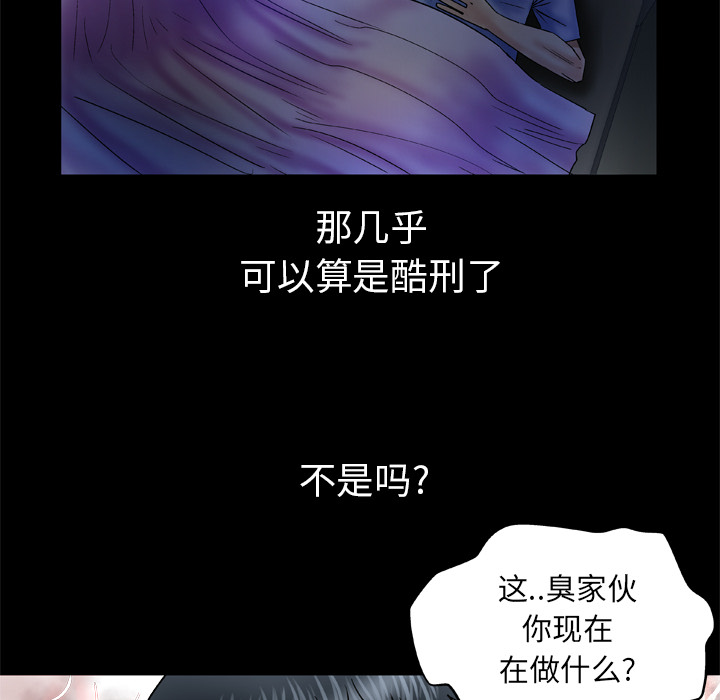 那几乎
可以算是酷刑了
不是吗?
这..臭家伙
你现在
在做什么?